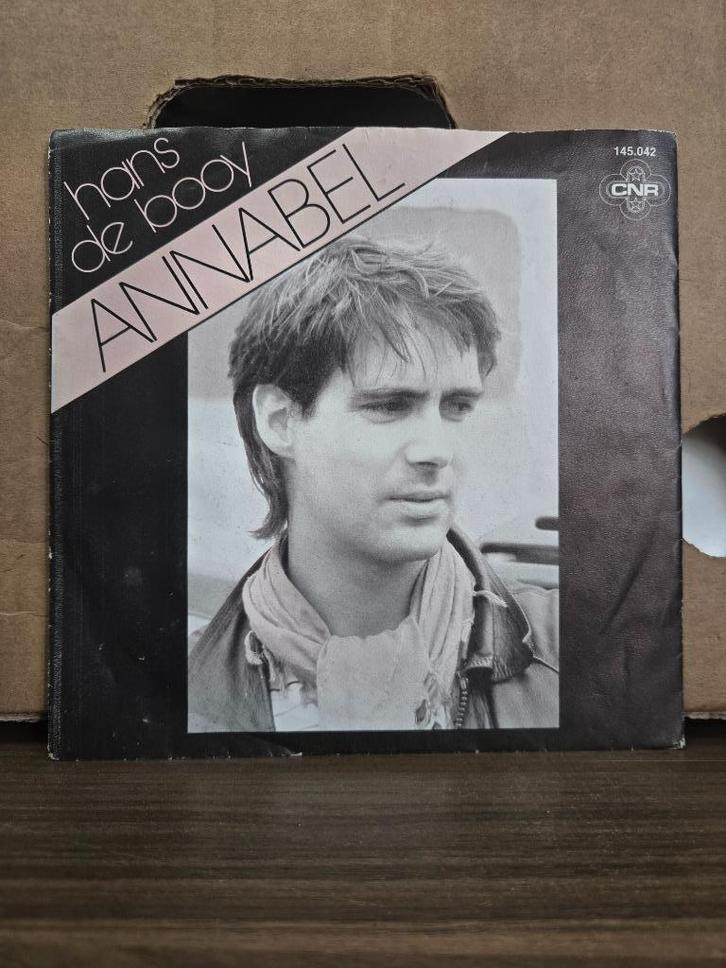 hans
de booy
ANNABEL
145.042
CNR